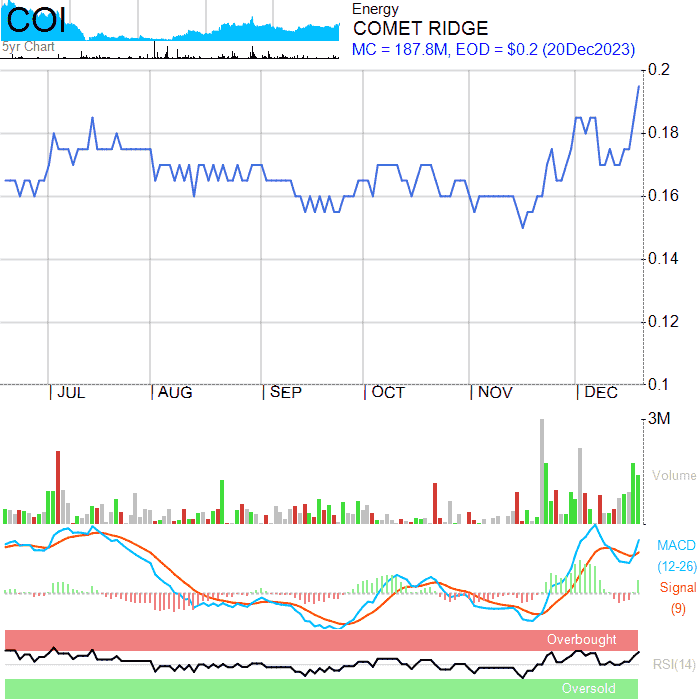 COI
5yr Chart
Energy
COMET RIDGE
MC = 187.8M, EOD = $0.2 (20Dec2023)
0.2
0.18
0.16
0.14
0.12
0.1
JUL AUG SEP OCT NOV DEC
3M
Volume
MACD
(12-26)
Signal
(9)
Overbought
RSI(14)
Oversold